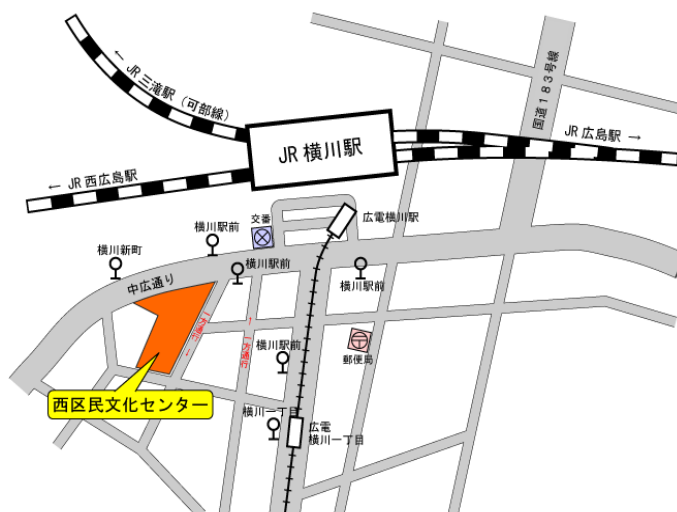 国道183号線
← JR 三滝駅（可部線）
JR 広島駅 →
JR 横川駅
← JR 西広島駅
交番
広電横川駅
横川駅前
横川新町
横川駅前
横川駅前
中広通り
一方通行 →
← 一方通行
横川駅前
郵便局
西区民文化センター
横川一丁目
広電
横川一丁目